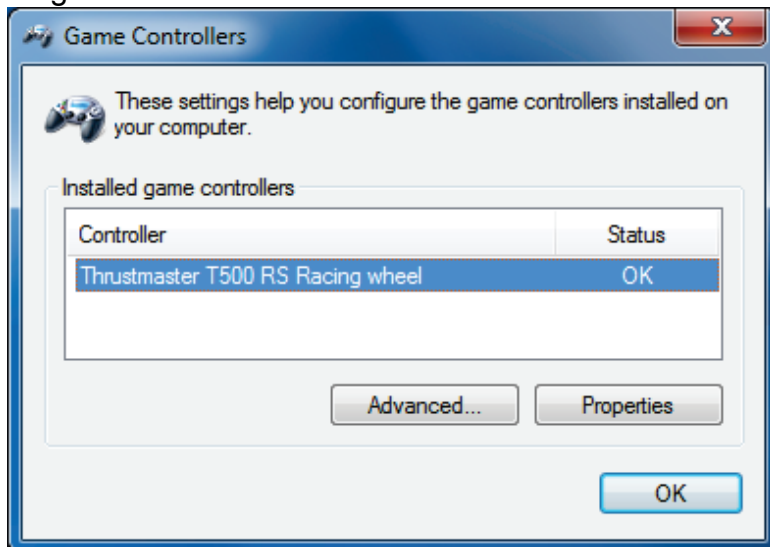 Game Controllers
These settings help you configure the game controllers installed on
your computer.
Installed game controllers
Controller Status
Thrustmaster T500 RS Racing wheel OK
Advanced... Properties
OK